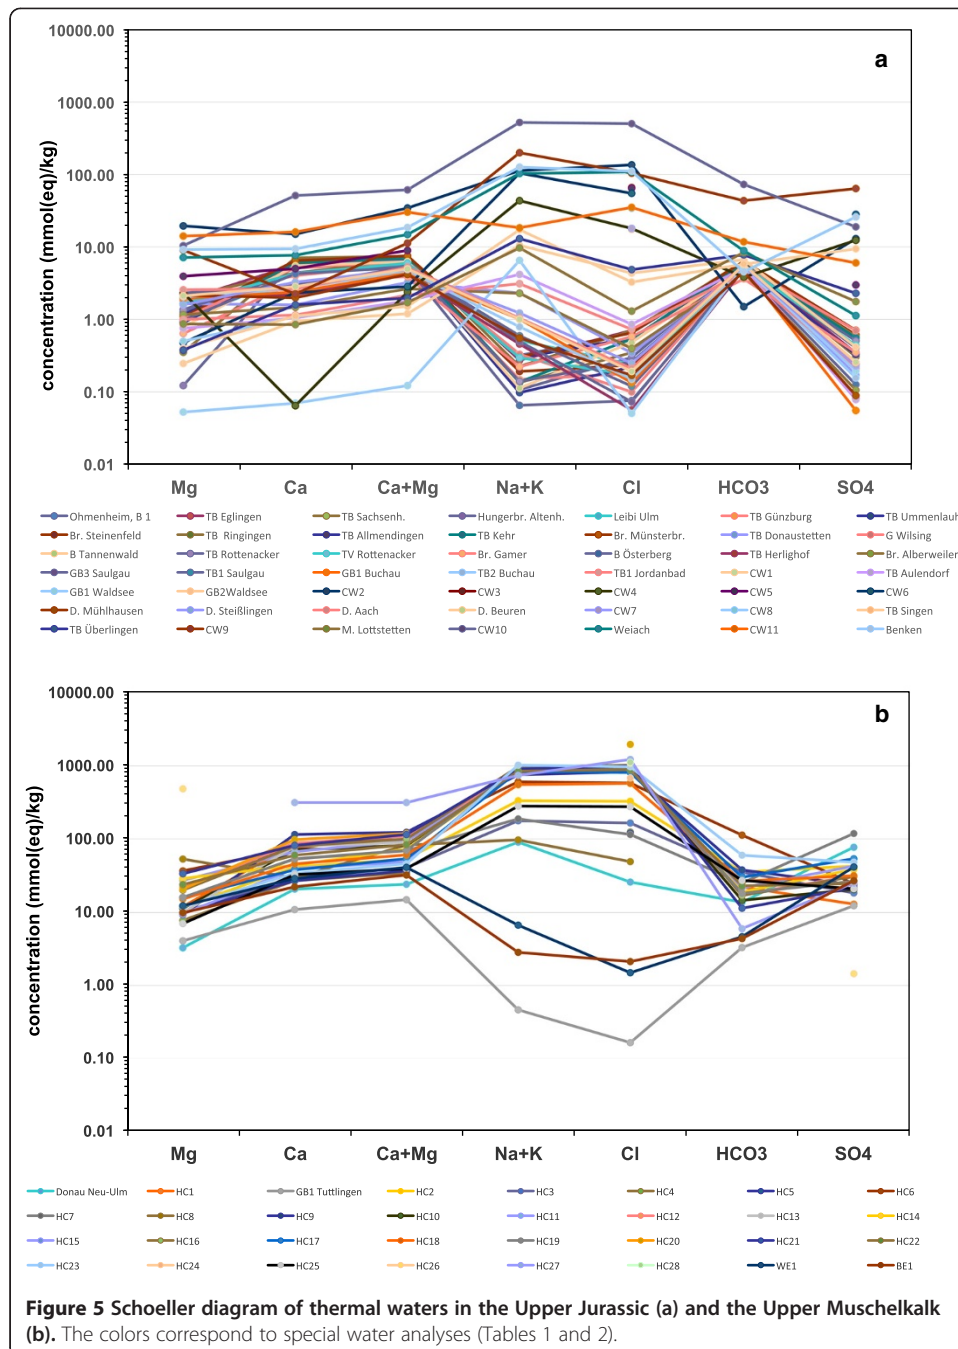 a
concentration (mmol(eq)/kg)
10000.00
1000.00
100.00
10.00
1.00
0.10
0.01
Mg Ca Ca+Mg Na+K Cl HCO3 SO4
Ohmenheim, B 1 TB Eglingen TB Sachsenh. Hungerbr. Altenh. Leibi Ulm TB Günzburg TB Ummenlauh
Br. Steinenfeld TB Ringingen TB Allmendingen TB Kehr Br. Münsterbr. TB Donaustetten G Wilsing
B Tannenwald TB Rottenacker TV Rottenacker Br. Gamer B Österberg TB Herlighof Br. Alberweiler
GB3 Saulgau TB1 Saulgau GB1 Buchau TB2 Buchau TB1 Jordanbad CW1 TB Aulendorf
GB1 Waldsee GB2Waldsee CW2 CW3 CW4 CW5 CW6
D. Mühlhausen D. Steißlingen D. Aach D. Beuren CW7 CW8 TB Singen
TB Überlingen CW9 M. Lottstetten CW10 Weiach CW11 Benken
b
concentration (mmol(eq)/kg)
10000.00
1000.00
100.00
10.00
1.00
0.10
0.01
Mg Ca Ca+Mg Na+K Cl HCO3 SO4
Donau Neu-Ulm HC1 GB1 Tuttlingen HC2 HC3 HC4 HC5 HC6
HC7 HC8 HC9 HC10 HC11 HC12 HC13 HC14
HC15 HC16 HC17 HC18 HC19 HC20 HC21 HC22
HC23 HC24 HC25 HC26 HC27 HC28 WE1 BE1
Figure 5 Schoeller diagram of thermal waters in the Upper Jurassic (a) and the Upper Muschelkalk
(b). The colors correspond to special water analyses (Tables 1 and 2).